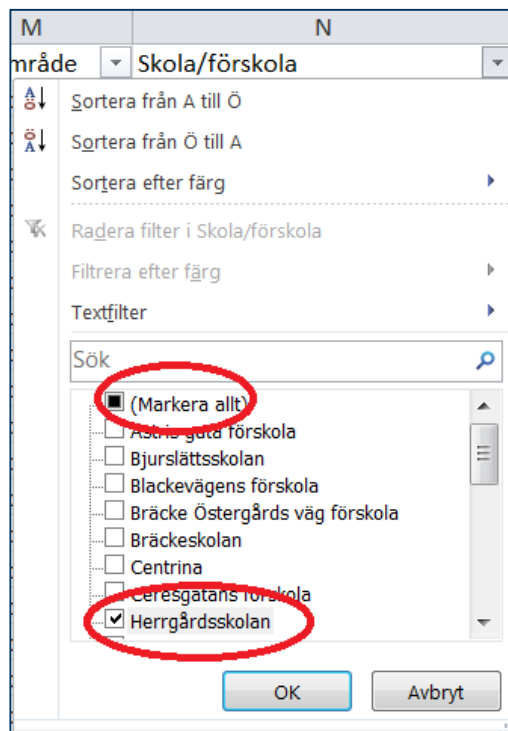 M N
mråde Skola/förskola
Sortera från A till Ö
Sortera från Ö till A
Sortera efter färg
Radera filter i Skola/förskola
Filtrera efter färg
Textfilter
Sök
(Markera allt)
Astris gata förskola
Bjurslättsskolan
Blackevägens förskola
Bräcke Östergårds väg förskola
Bräckeskolan
Centrina
Ceresgatans förskola
Herrgårdsskolan
OK Avbryt